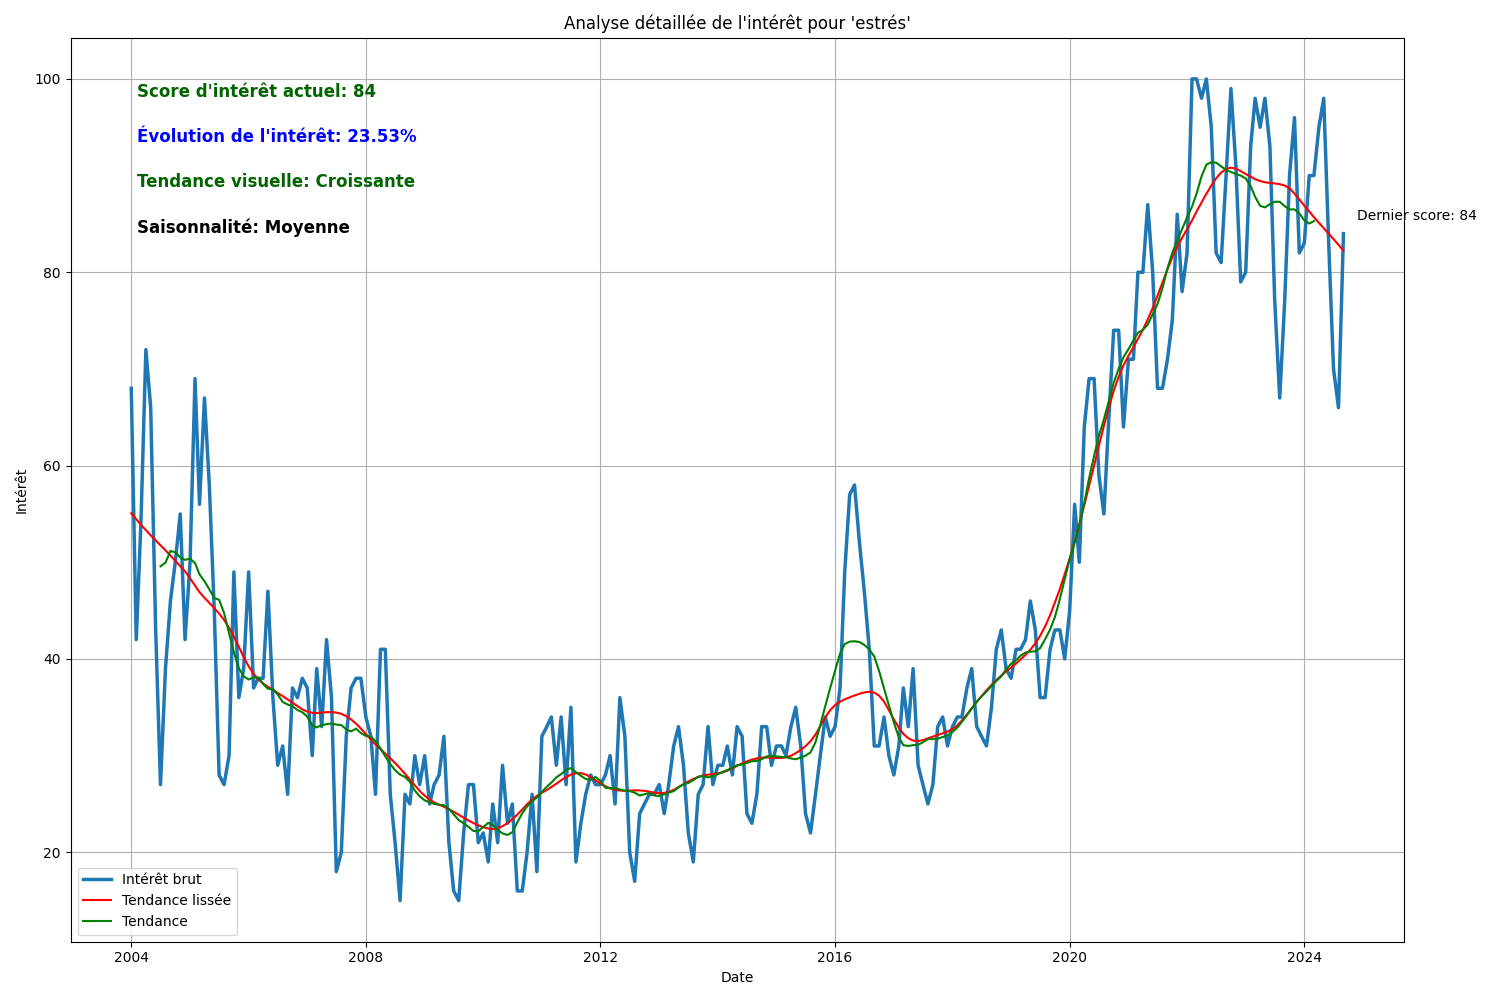 Analyse détaillée de l'intérêt pour 'estrés'
100
80
60
40
20
Intérêt
Score d'intérêt actuel: 84
Évolution de l'intérêt: 23.53%
Tendance visuelle: Croissante
Saisonnalité: Moyenne
Dernier score: 84
Intérêt brut
Tendance lissée
Tendance
2004 2008 2012 2016 2020 2024
Date